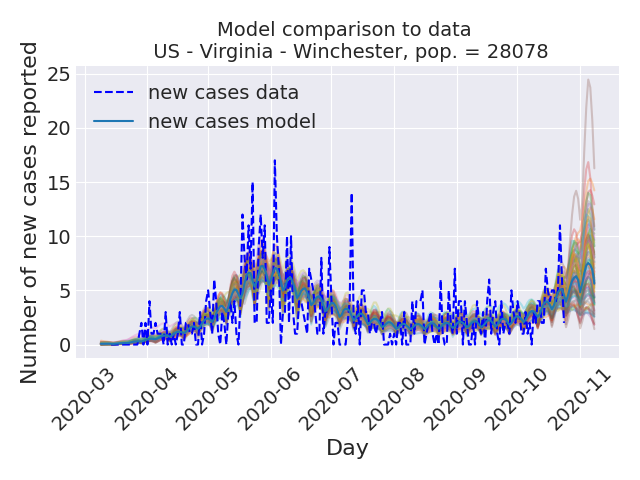 Model comparison to data
US - Virginia - Winchester, pop. = 28078
Number of new cases reported
25
20
15
10
5
0
new cases data
new cases model
2020-03
2020-04
2020-05
2020-06
2020-07
2020-08
2020-09
2020-10
2020-11
Day